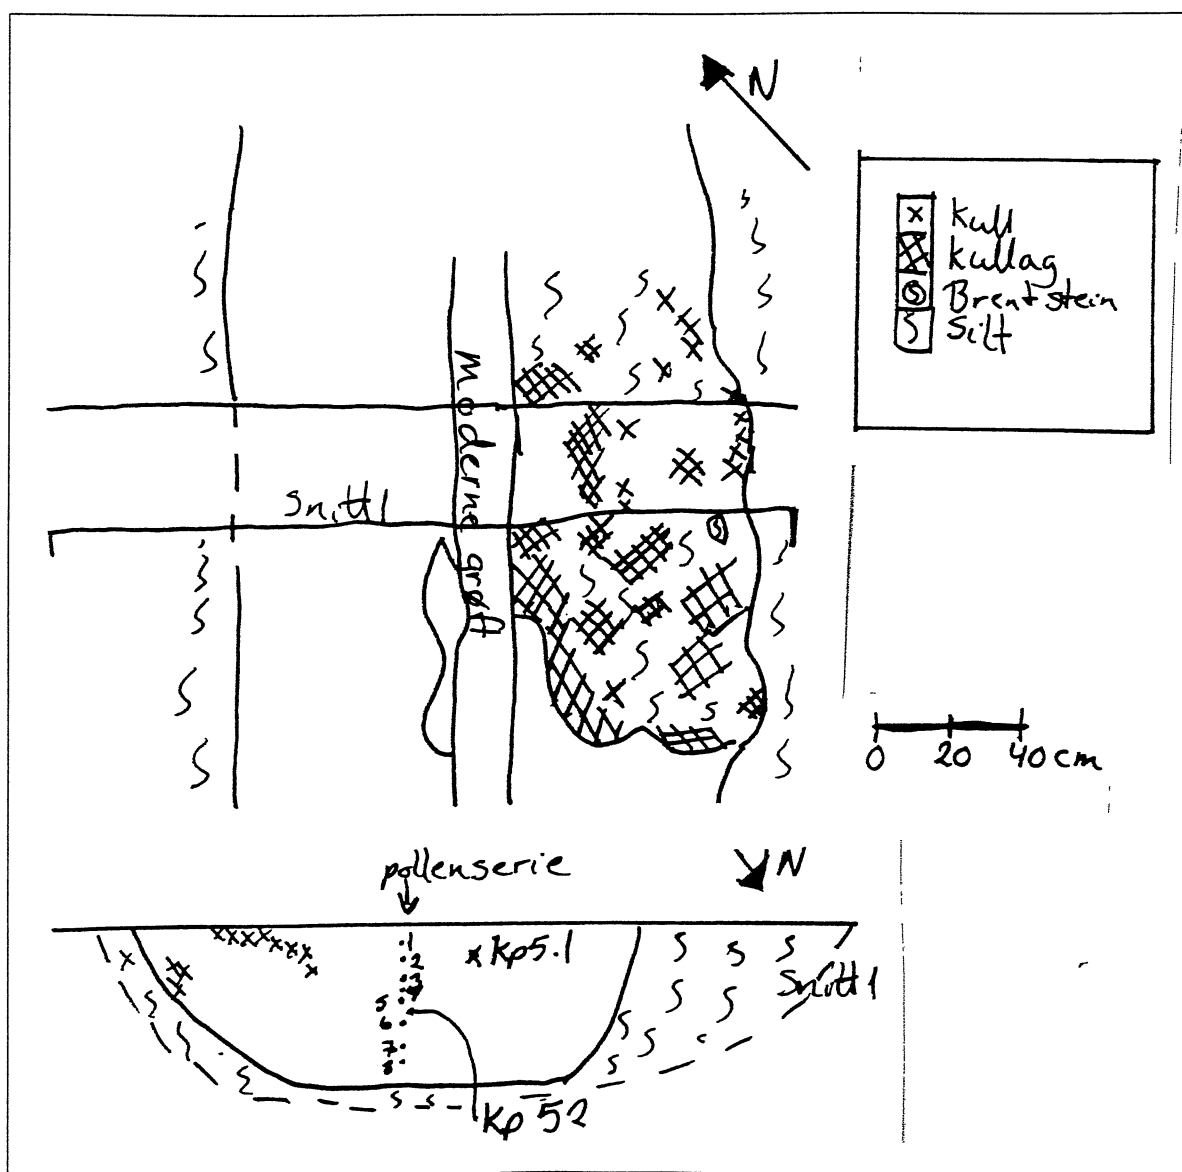 N
Kull
Kullag
Brent stein
Silt
Moderne grøft
Snitt 1
0 20 40 cm
pollenserie
N
1
2
3
4
5
6
7
8
Kp5.1
Snitt 1
Kp 52